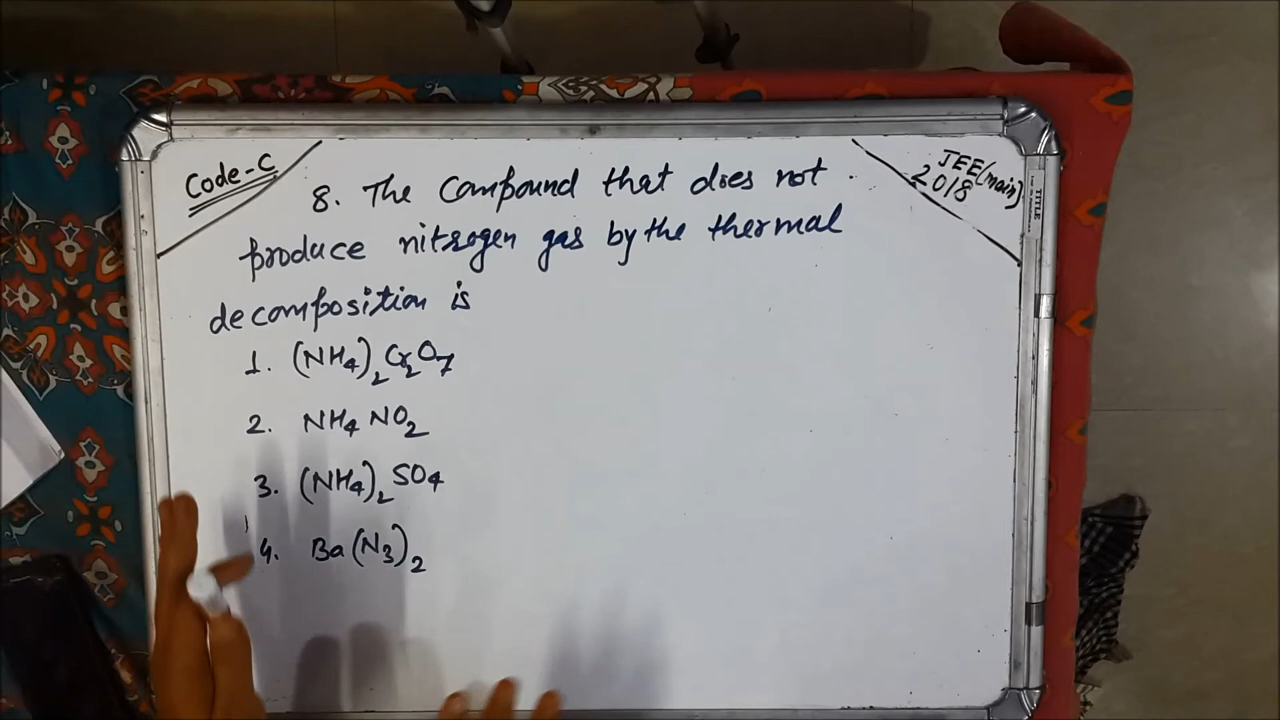 Code-C
JEE(main)
2018
8. The Compound that does not
produce nitrogen gas by the thermal
decomposition is
1. (NH4)2Cr2O7
2. NH4NO2
3. (NH4)2SO4
4. Ba(N3)2
TITLE